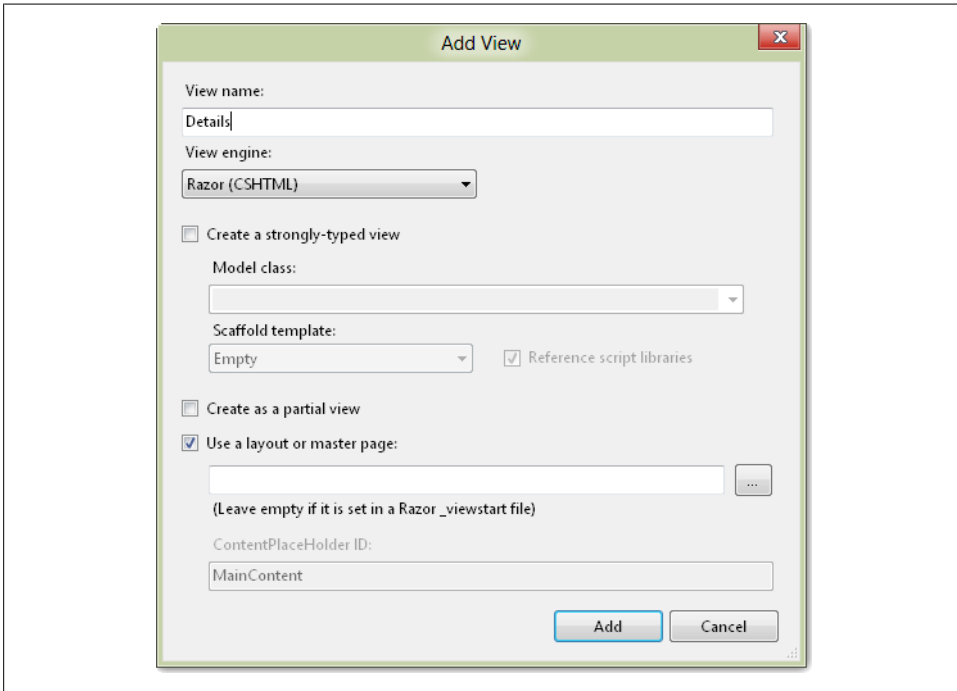 Add View
View name:
Details
View engine:
Razor (CSHTML)
Create a strongly-typed view
Model class:
Scaffold template:
Empty
Reference script libraries
Create as a partial view
Use a layout or master page:
...
(Leave empty if it is set in a Razor _viewstart file)
ContentPlaceHolder ID:
MainContent
Add Cancel